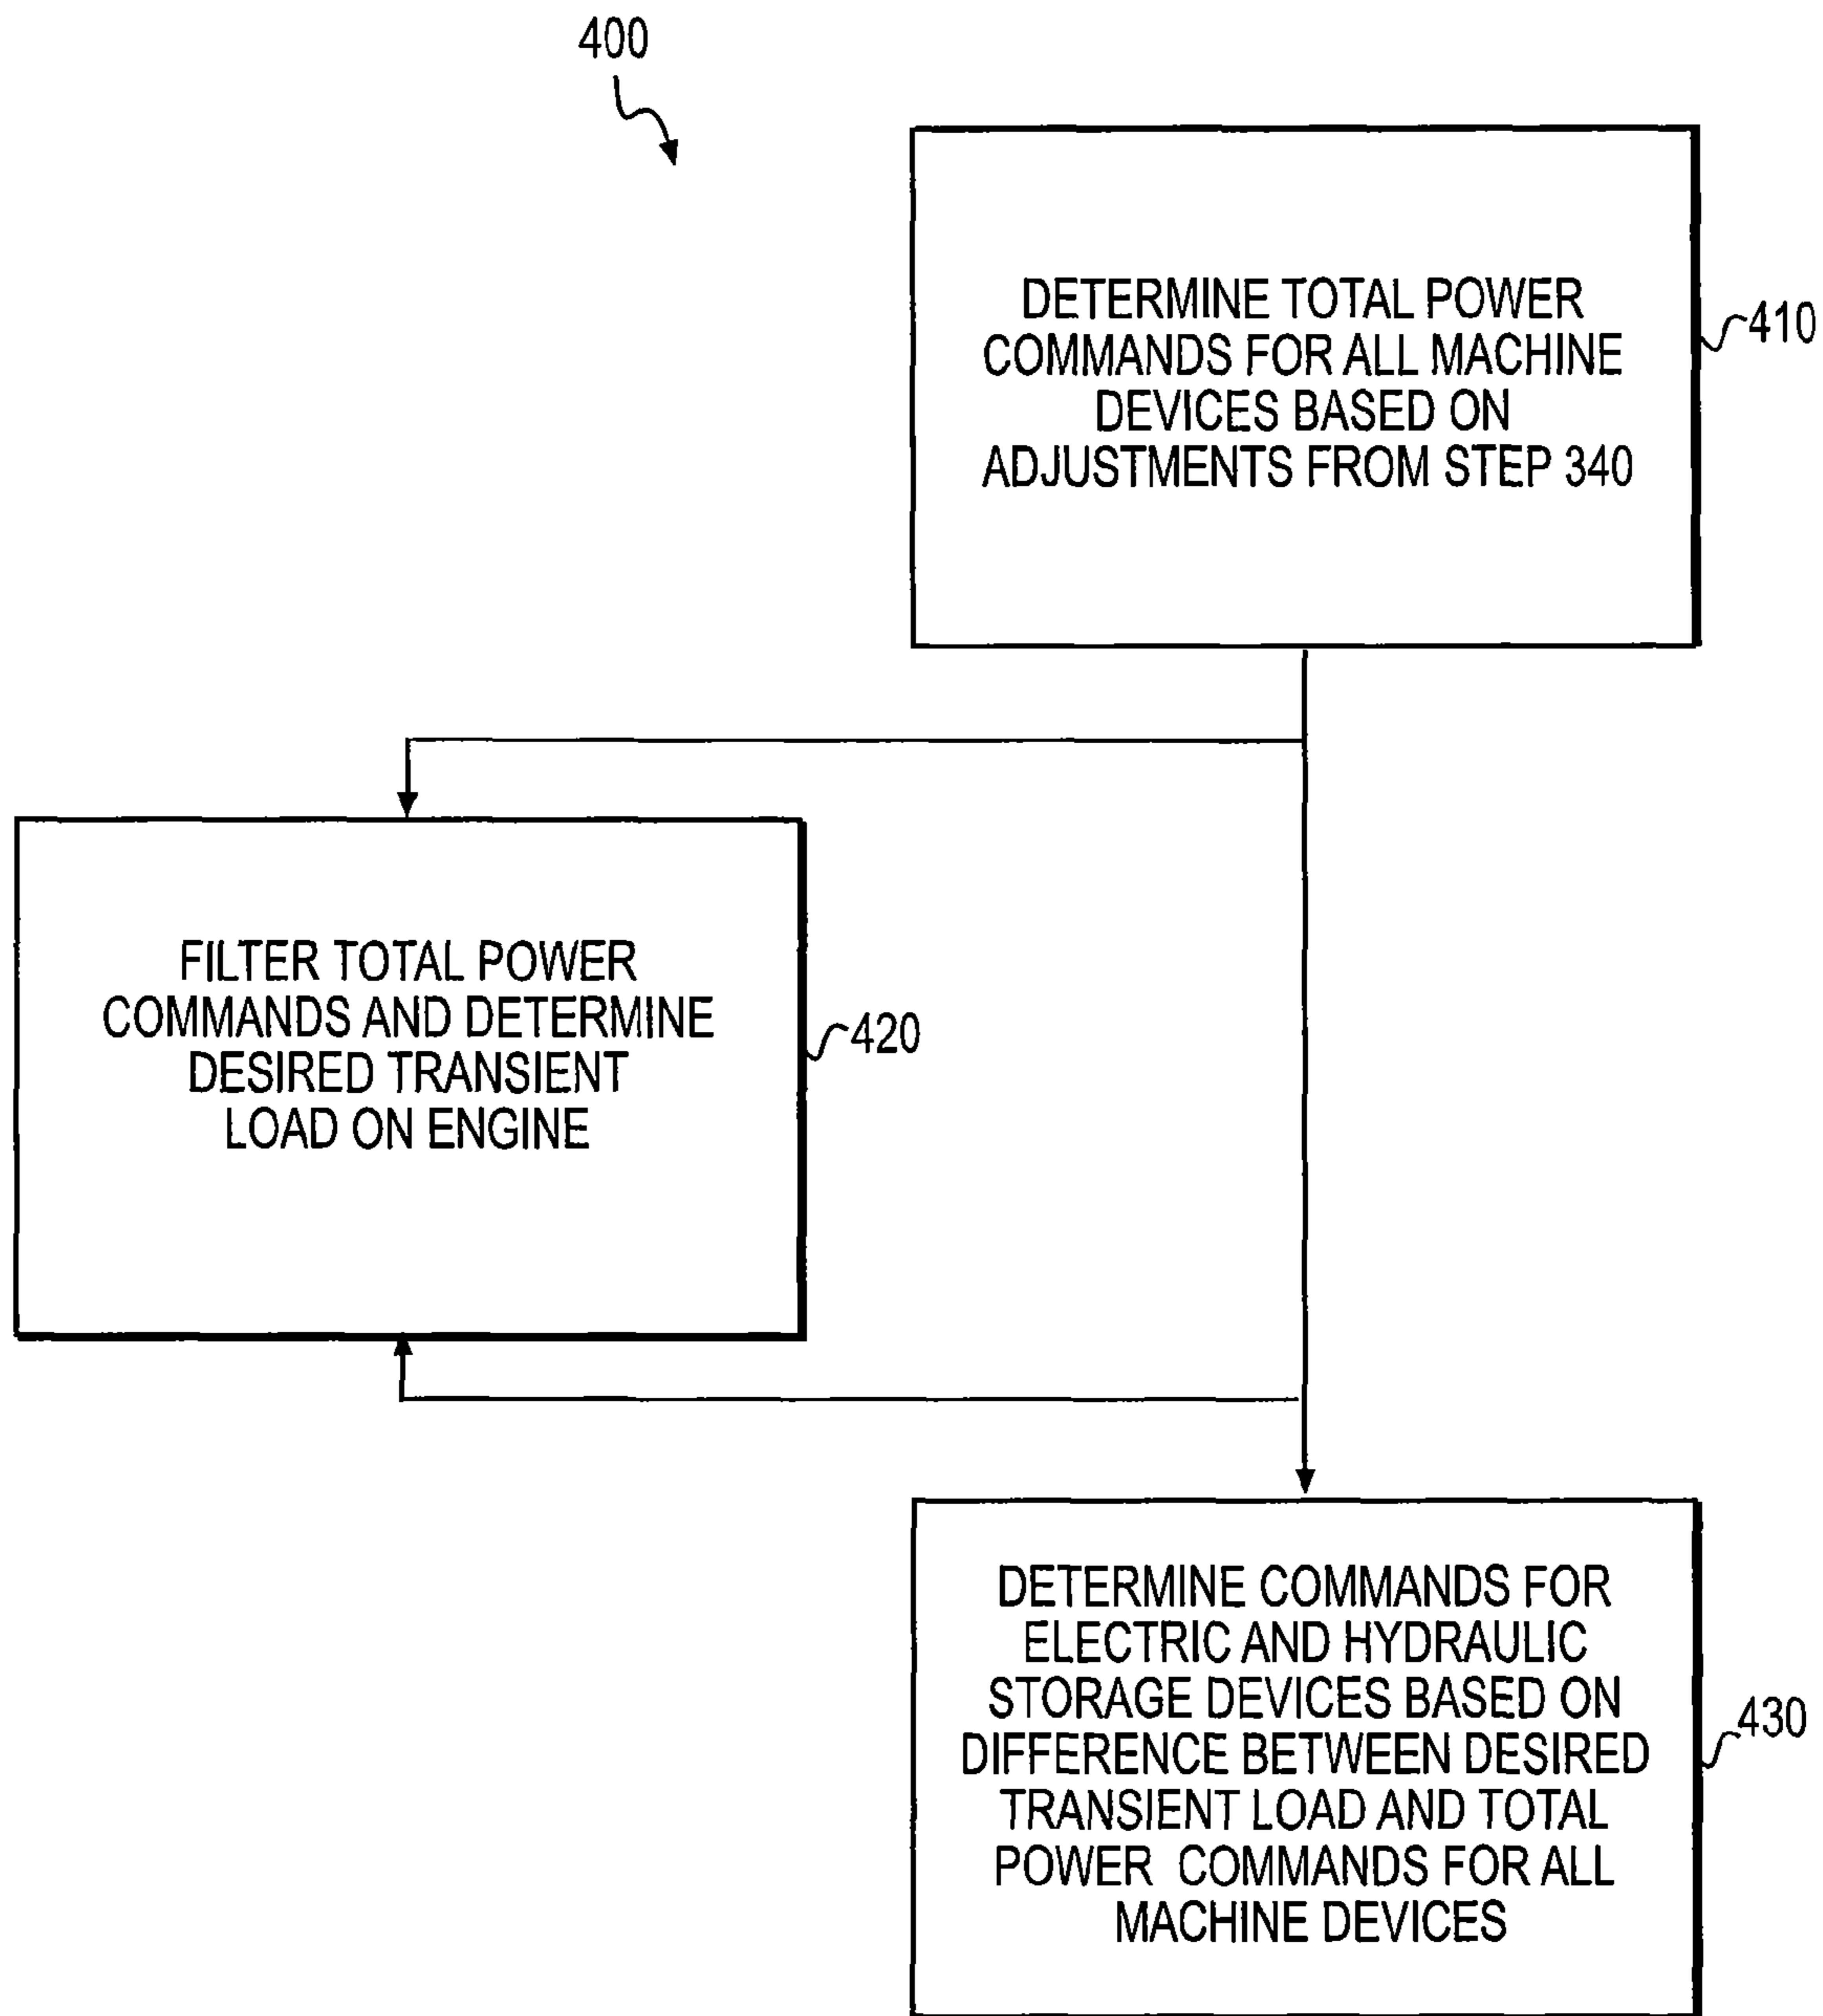 400
DETERMINE TOTAL POWER
COMMANDS FOR ALL MACHINE
DEVICES BASED ON
ADJUSTMENTS FROM STEP 340
410
FILTER TOTAL POWER
COMMANDS AND DETERMINE
DESIRED TRANSIENT
LOAD ON ENGINE
420
DETERMINE COMMANDS FOR
ELECTRIC AND HYDRAULIC
STORAGE DEVICES BASED ON
DIFFERENCE BETWEEN DESIRED
TRANSIENT LOAD AND TOTAL
POWER COMMANDS FOR ALL
MACHINE DEVICES
430